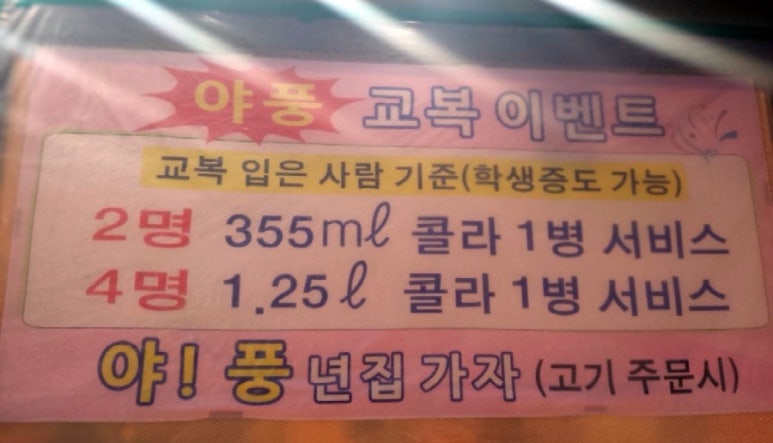 야풍 교복 이벤트
교복 입은 사람 기준(학생증도 가능)
2명 355ml 콜라 1병 서비스
4명 1.25l 콜라 1병 서비스
야! 풍년집 가자 (고기 주문시)